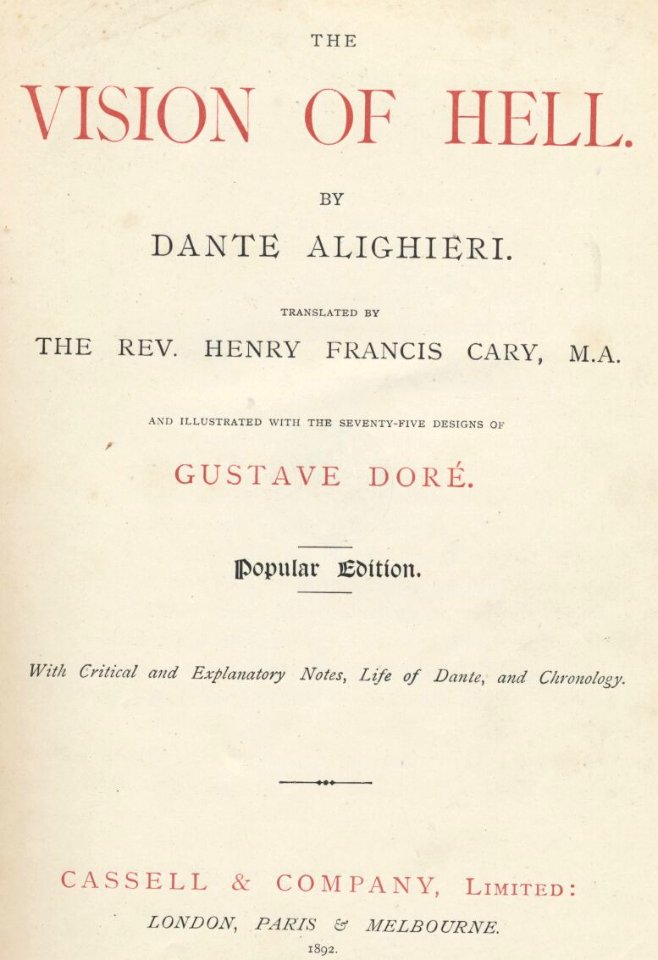 THE
VISION OF HELL.
BY
DANTE ALIGHIERI.
TRANSLATED BY
THE REV. HENRY FRANCIS CARY, M.A.
AND ILLUSTRATED WITH THE SEVENTY-FIVE DESIGNS OF
GUSTAVE DORÉ.
Popular Edition.
With Critical and Explanatory Notes, Life of Dante, and Chronology.
CASSELL & COMPANY, LIMITED:
LONDON, PARIS & MELBOURNE.
1892.